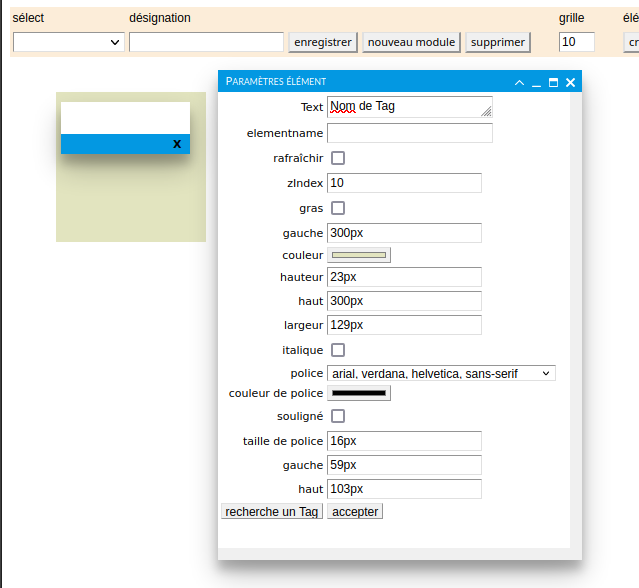 sélect désignation grille élé
enregistrer nouveau module supprimer 10 cr
PARAMÈTRES ÉLÉMENT
Text Nom de Tag
elementname
rafraîchir
zIndex 10
gras
gauche 300px
couleur
hauteur 23px
haut 300px
largeur 129px
italique
police arial, verdana, helvetica, sans-serif
couleur de police
souligné
taille de police 16px
gauche 59px
haut 103px
recherche un Tag accepter
x